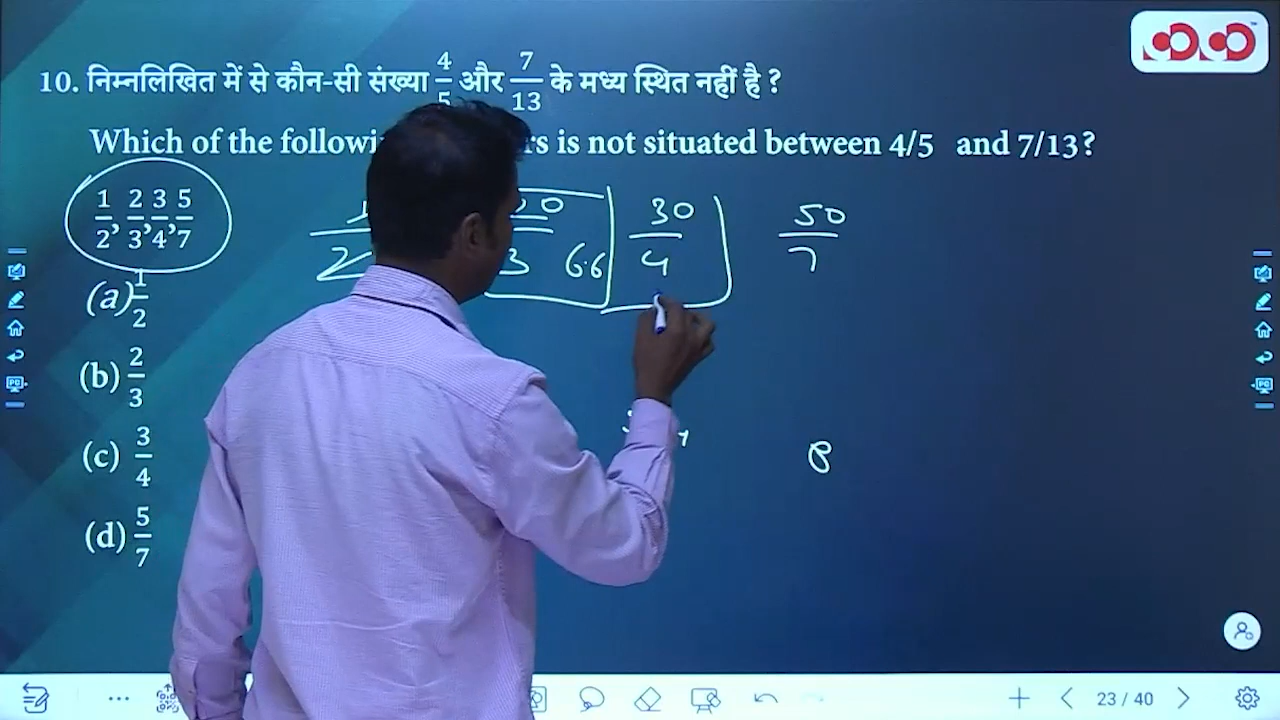 10. निम्नलिखित में से कौन-सी संख्या 4/5 और 7/13 के मध्य स्थित नहीं है ?
Which of the is not situated between 4/5 and 7/13?
1/2, 2/3, 3/4, 5/7
30/4 50/7
3 6.6
(a) 1/2
(b) 2/3
(c) 3/4
8
(d) 5/7
23 / 40